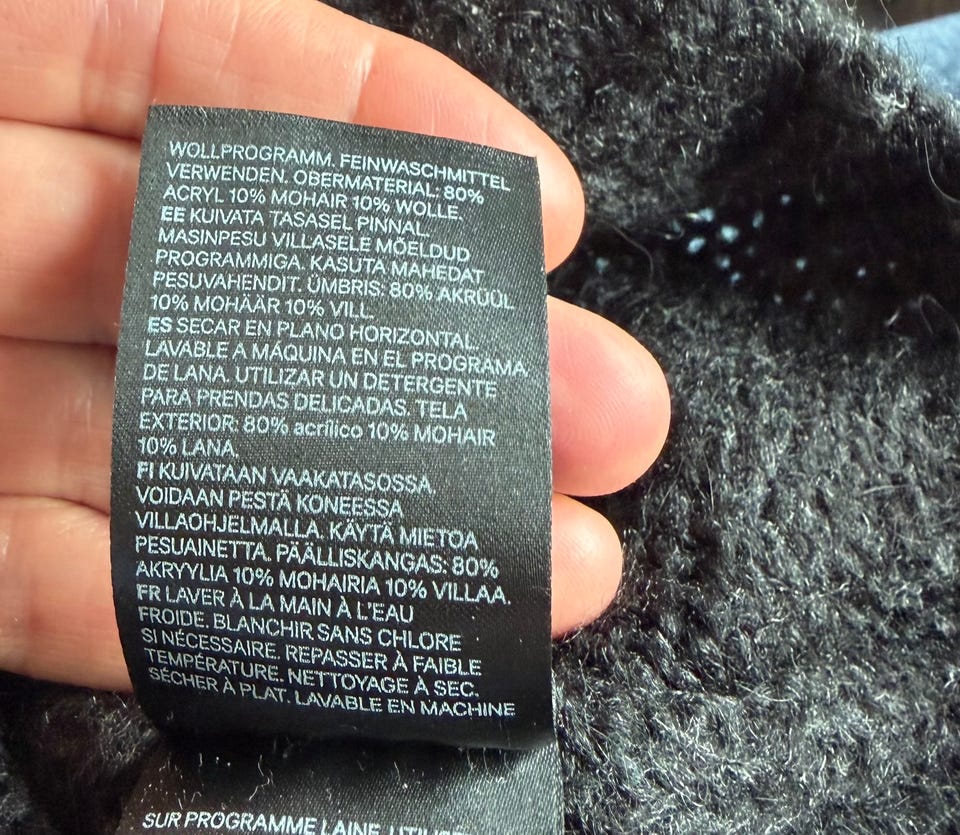 WOLLPROGRAMM. FEINWASCHMITTEL
VERWENDEN. OBERMATERIAL: 80%
ACRYL 10% MOHAIR 10% WOLLE.
EE KUIVATA TASASEL PINNAL.
MASINPESU VILLASELE MÕELDUD
PROGRAMMIGA. KASUTA MAHEDAT
PESUVAHENDIT. ÜMBRIS: 80% AKRÜÜL
10% MOHÄÄR 10% VILL.
ES SECAR EN PLANO HORIZONTAL.
LAVABLE A MÁQUINA EN EL PROGRAMA
DE LANA. UTILIZAR UN DETERGENTE
PARA PRENDAS DELICADAS. TELA
EXTERIOR: 80% acrílico 10% MOHAIR
10% LANA.
FI KUIVATAAN VAAKATASOSSA.
VOIDAAN PESTÄ KONEESSA
VILLAOHJELMALLA. KÄYTÄ MIETOA
PESUAINETTA. PÄÄLLISKANGAS: 80%
AKRYYLIA 10% MOHAIRIA 10% VILLAA.
FR LAVER À LA MAIN À L'EAU
FROIDE. BLANCHIR SANS CHLORE
SI NÉCESSAIRE. REPASSER À FAIBLE
TEMPÉRATURE. NETTOYAGE À SEC.
SÉCHER À PLAT. LAVABLE EN MACHINE
SUR PROGRAMME LAINE.